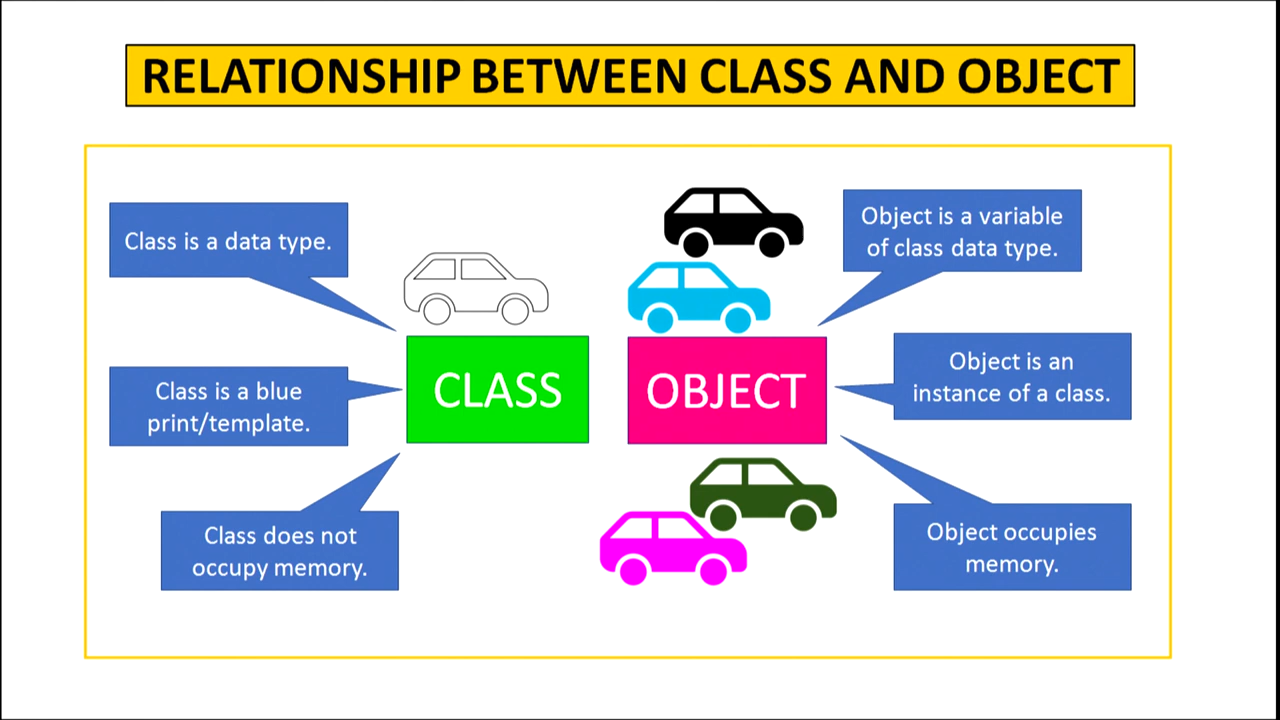 RELATIONSHIP BETWEEN CLASS AND OBJECT
Class is a data type.
Class is a blue
print/template.
Class does not
occupy memory.
CLASS
OBJECT
Object is a variable
of class data type.
Object is an
instance of a class.
Object occupies
memory.